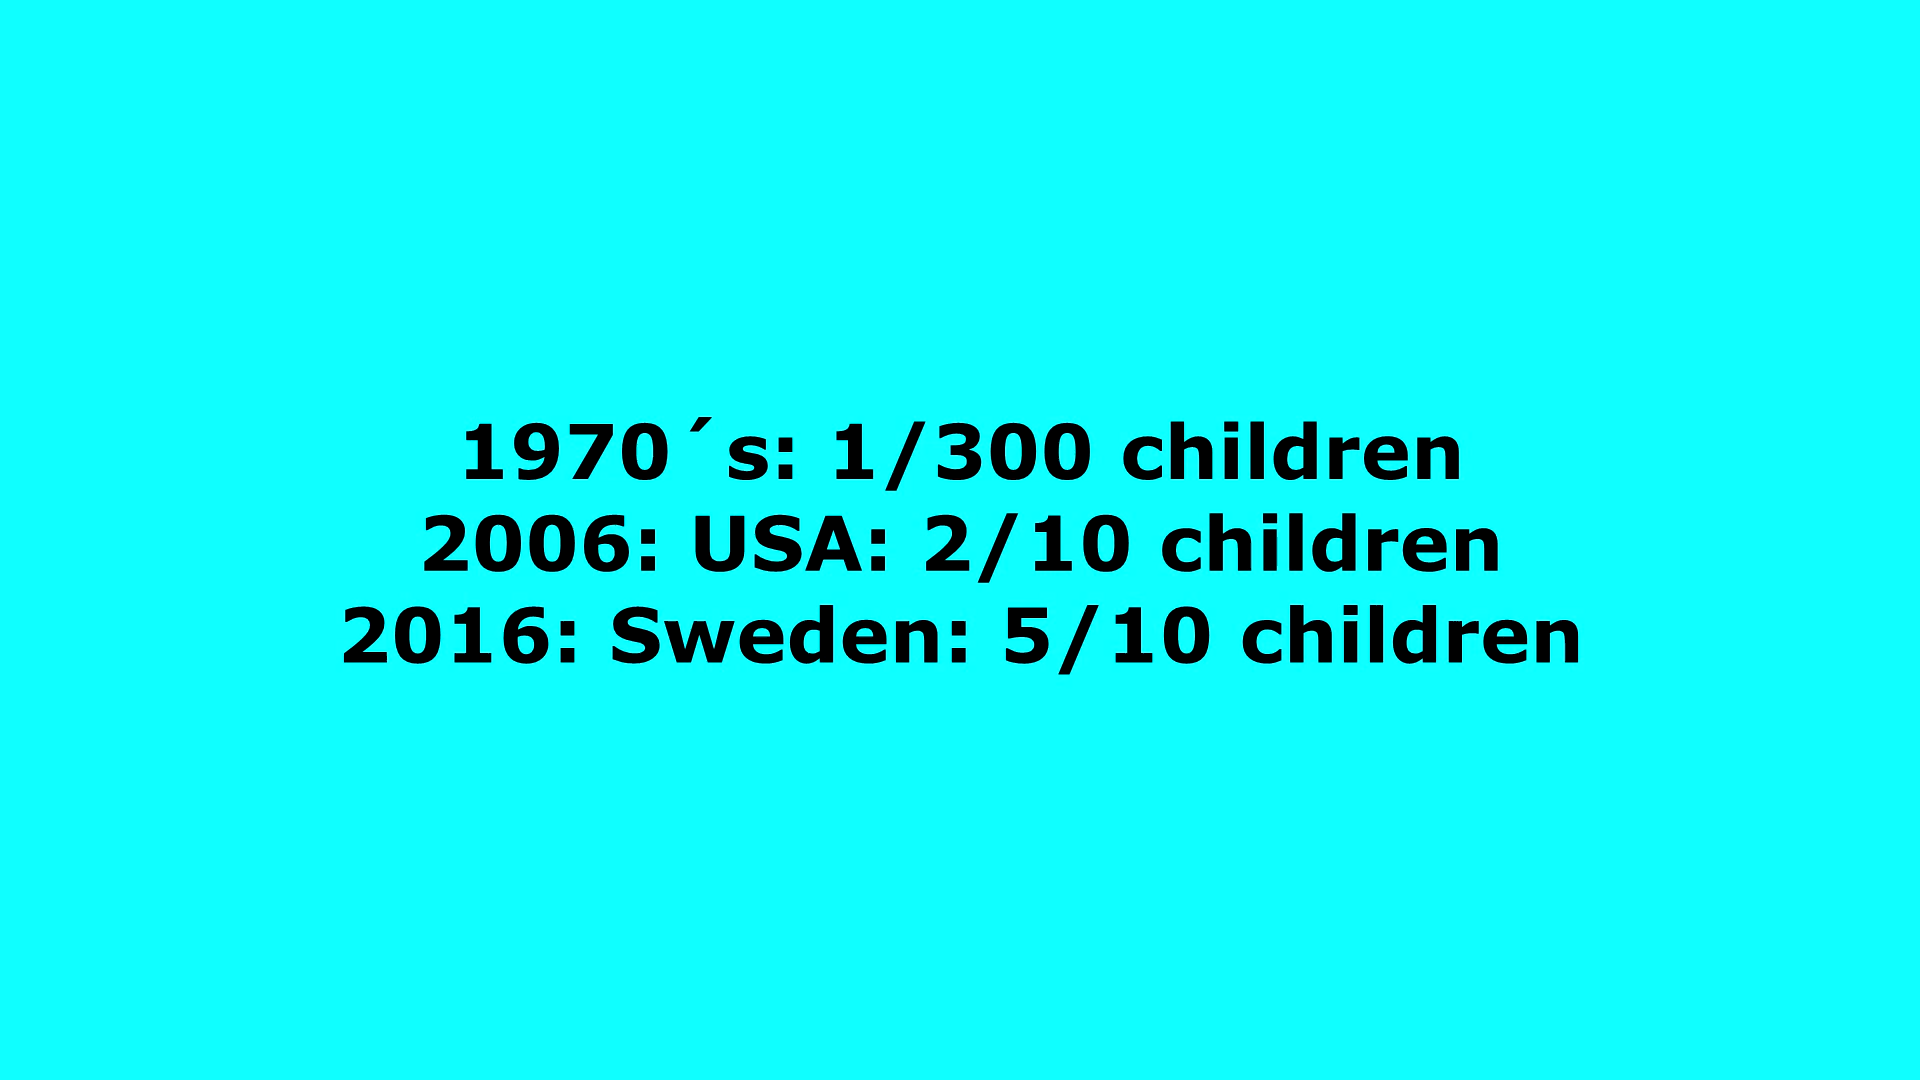 1970´s: 1/300 children
2006: USA: 2/10 children
2016: Sweden: 5/10 children